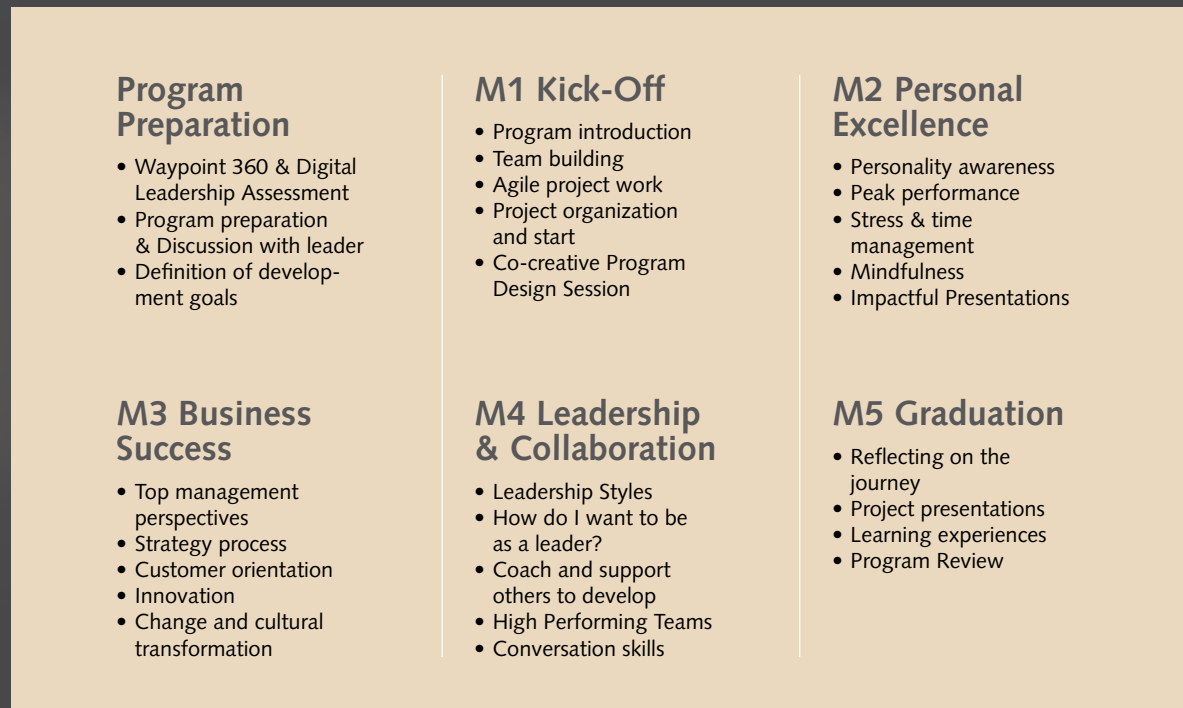 Program
Preparation
• Waypoint 360 & Digital
Leadership Assessment
• Program preparation
& Discussion with leader
• Definition of develop-
ment goals
M1 Kick-Off
• Program introduction
• Team building
• Agile project work
• Project organization
and start
• Co-creative Program
Design Session
M2 Personal
Excellence
• Personality awareness
• Peak performance
• Stress & time
management
• Mindfulness
• Impactful Presentations
M3 Business
Success
• Top management
perspectives
• Strategy process
• Customer orientation
• Innovation
• Change and cultural
transformation
M4 Leadership
& Collaboration
• Leadership Styles
• How do I want to be
as a leader?
• Coach and support
others to develop
• High Performing Teams
• Conversation skills
M5 Graduation
• Reflecting on the
journey
• Project presentations
• Learning experiences
• Program Review